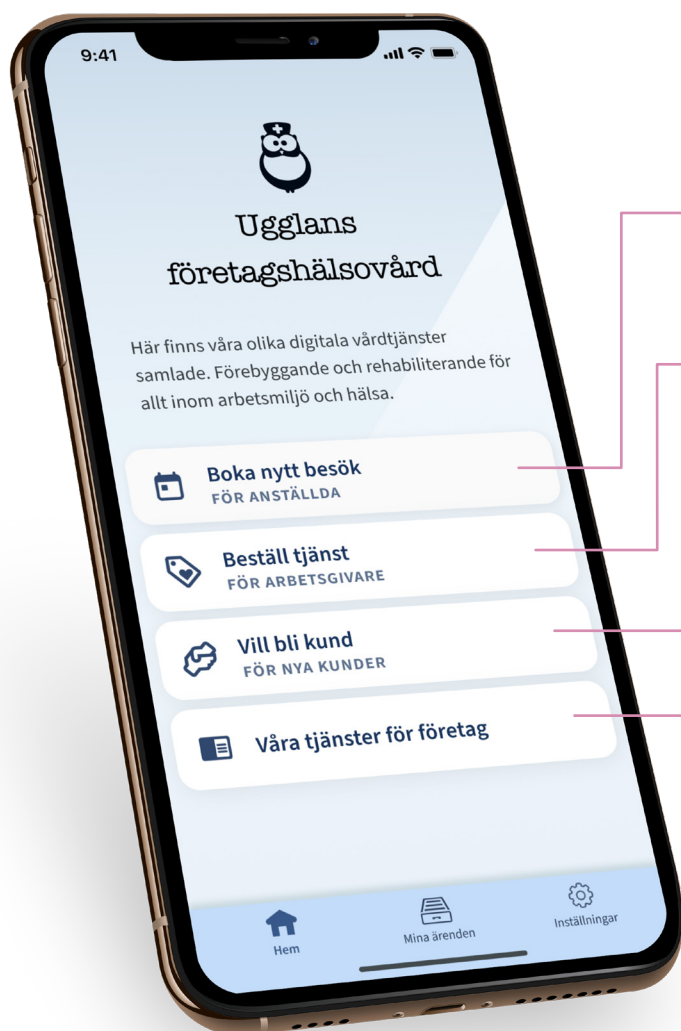 9:41
Ugglans
företagshälsovård
Här finns våra olika digitala vårdtjänster
samlade. Förebyggande och rehabiliterande för
allt inom arbetsmiljö och hälsa.
Boka nytt besök
FÖR ANSTÄLLDA
Beställ tjänst
FÖR ARBETSGIVARE
Vill bli kund
FÖR NYA KUNDER
Våra tjänster för företag
Hem
Mina ärenden
Inställningar